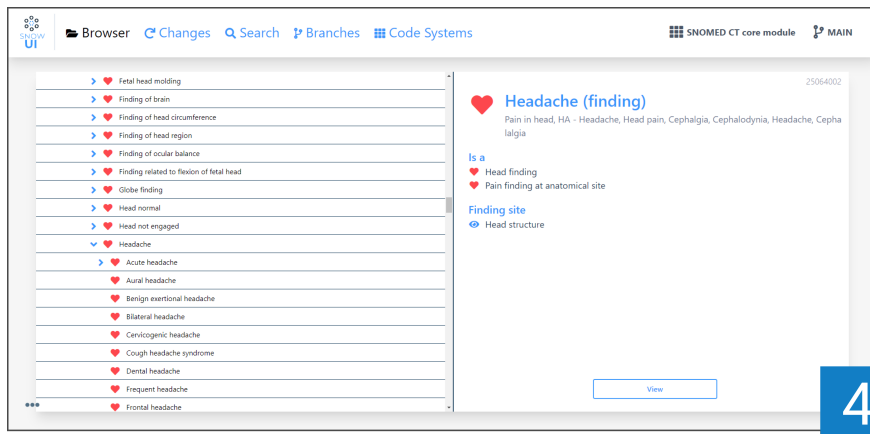 SNOW
UI
Browser
Changes
Search
Branches
Code Systems
SNOMED CT core module
MAIN
Fetal head molding
Finding of brain
Finding of head circumference
Finding of head region
Finding of ocular balance
Finding related to flexion of fetal head
Globe finding
Head normal
Head not engaged
Headache
Acute headache
Aural headache
Benign exertional headache
Bilateral headache
Cervicogenic headache
Cough headache syndrome
Dental headache
Frequent headache
Frontal headache
25064002
Headache (finding)
Pain in head, HA - Headache, Head pain, Cephalgia, Cephalodynia, Headache, Cepha
lalgia
Is a
Head finding
Pain finding at anatomical site
Finding site
Head structure
View
4